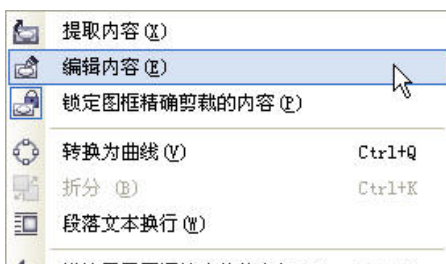 提取内容(X)
编辑内容(E)
锁定图框精确剪裁的内容(P)
转换为曲线(V) Ctrl+Q
折分 (B) Ctrl+K
段落文本换行(W)